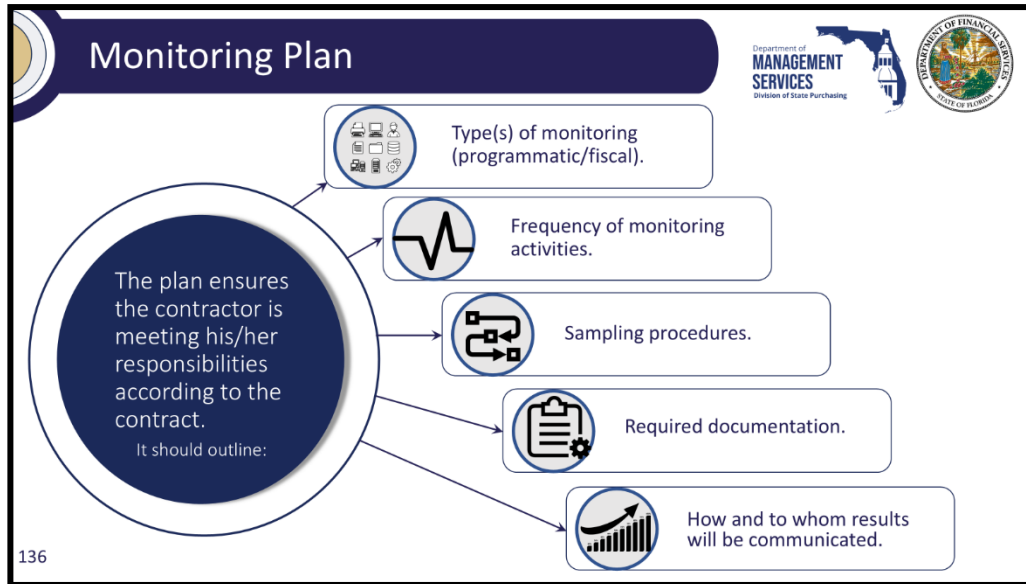 Monitoring Plan
Department of
MANAGEMENT
SERVICES
Division of State Purchasing
DEPARTMENT OF FINANCIAL SERVICES
STATE OF FLORIDA
Type(s) of monitoring
(programmatic/fiscal).
Frequency of monitoring
activities.
The plan ensures
the contractor is
meeting his/her
responsibilities
according to the
contract.
It should outline:
Sampling procedures.
Required documentation.
How and to whom results
will be communicated.
136